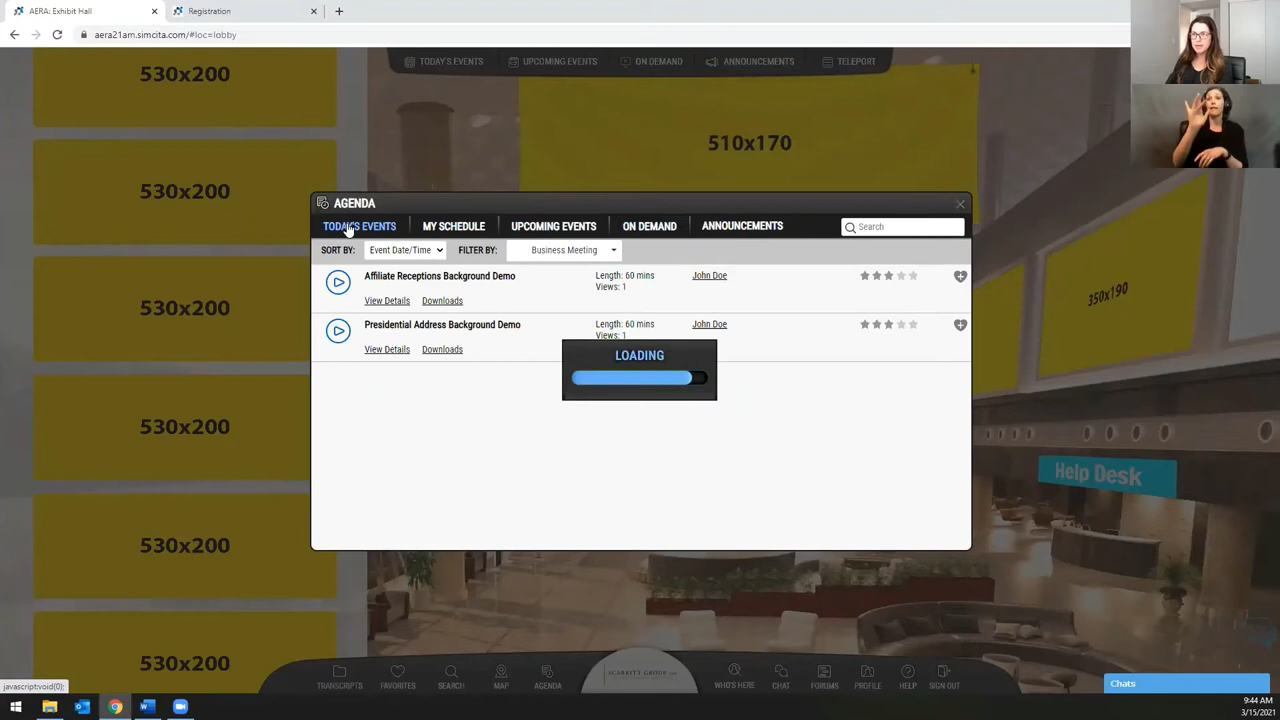 AERA: Exhibit Hall
Registration
aera21am.simcita.com/#loc=lobby
TODAY'S EVENTS
UPCOMING EVENTS
ON DEMAND
ANNOUNCEMENTS
TELEPORT
530x200
510x170
530x200
AGENDA
TODAY'S EVENTS
MY SCHEDULE
UPCOMING EVENTS
ON DEMAND
ANNOUNCEMENTS
Search
SORT BY:
Event Date/Time
FILTER BY:
Business Meeting
Affiliate Receptions Background Demo
Length: 60 mins
Views: 1
John Doe
View Details
Downloads
Presidential Address Background Demo
Length: 60 mins
Views: 1
John Doe
View Details
Downloads
LOADING
530x200
350x190
530x200
Help Desk
530x200
530x200
TRANSCRIPTS
FAVORITES
SEARCH
MAP
AGENDA
SCARRITT GROUP
WHO'S HERE
CHAT
FORUMS
PROFILE
HELP
SIGN OUT
Chats
javascript:void(0);
9:44 AM
3/15/2021